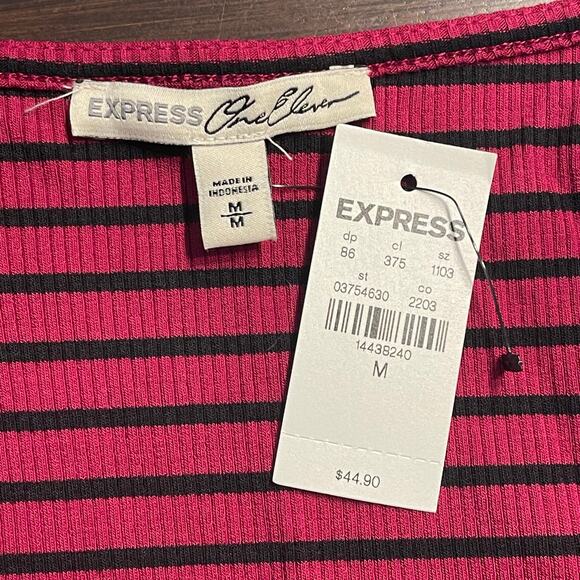 EXPRESS One Eleven
MADE IN
INDONESIA
M
M
EXPRESS
dp cl sz
86 375 1103
st co
03754630 2203
14438240
M
$44.90